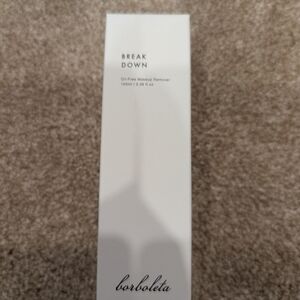 BREAK
DOWN
Oil-Free Makeup Remover
100ml | 3.38 fl oz
borboleta